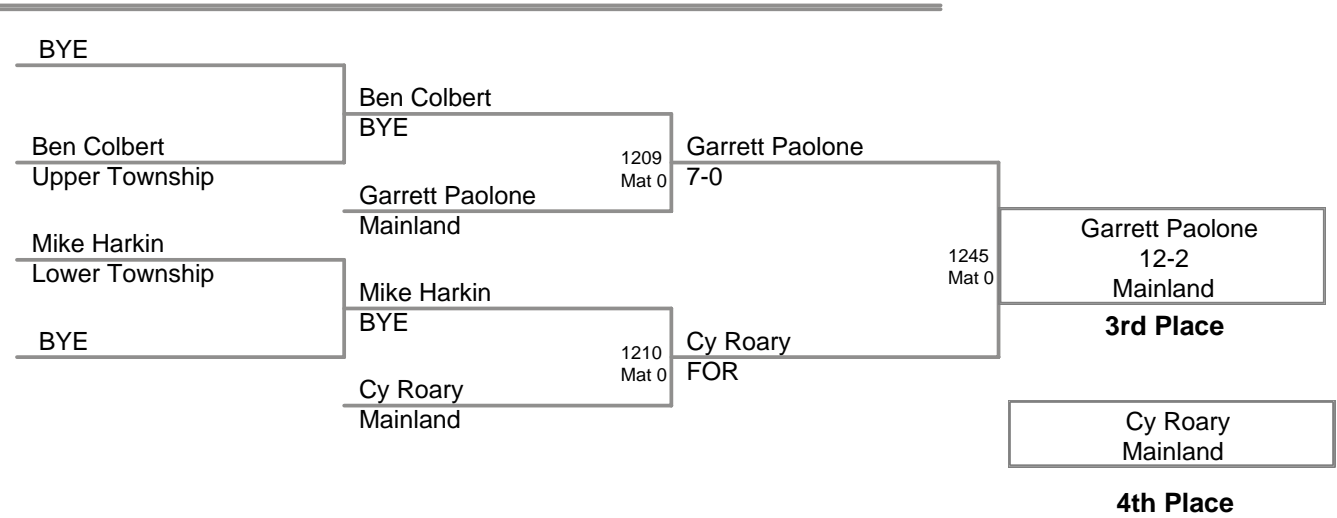 BYE
Ben Colbert
BYE
Ben Colbert
Upper Township
1209
Mat 0
Garrett Paolone
7-0
Garrett Paolone
Mainland
Mike Harkin
Lower Township
1245
Mat 0
Garrett Paolone
12-2
Mainland
3rd Place
Mike Harkin
BYE
BYE
1210
Mat 0
Cy Roary
FOR
Cy Roary
Mainland
Cy Roary
Mainland
4th Place